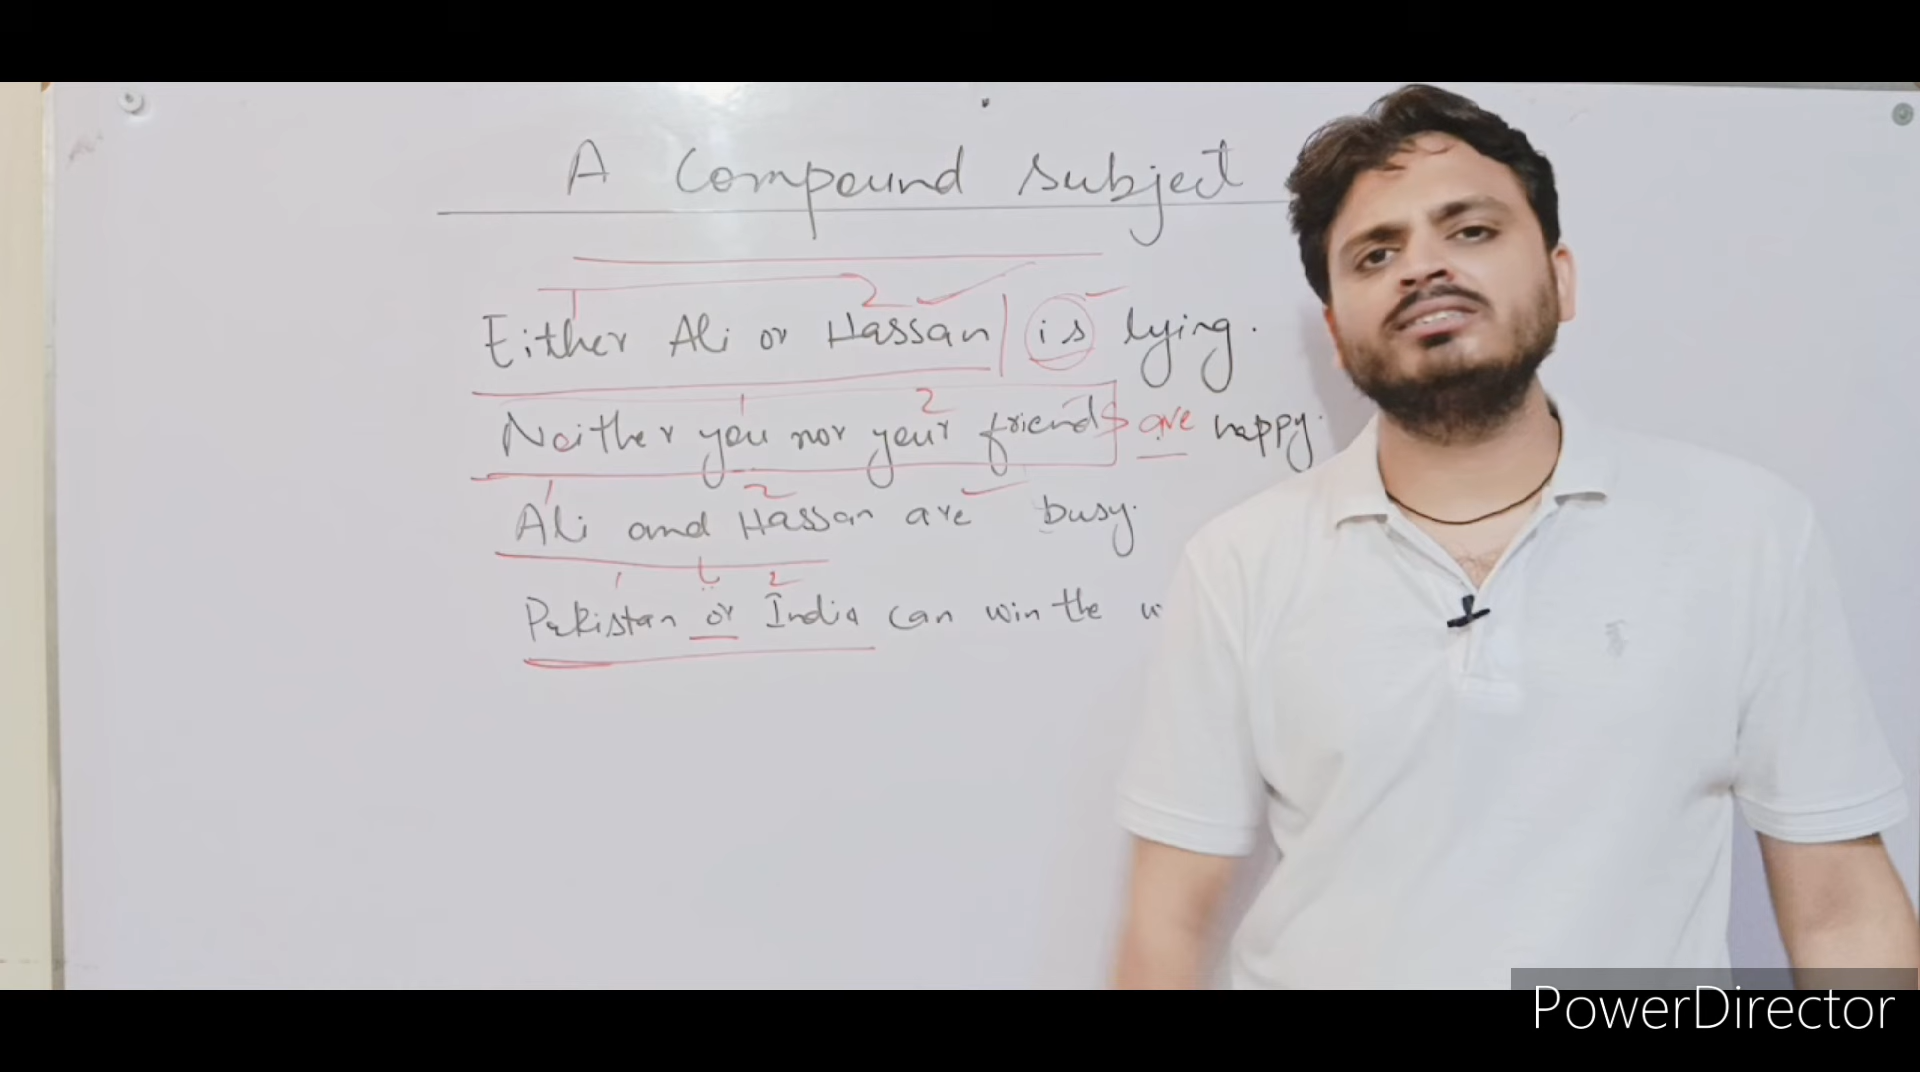 A Compound Subject
Either Ali or Hassan is lying.
Neither you nor your friends are happy.
Ali and Hassan are busy.
Pakistan or India can win the
PowerDirector